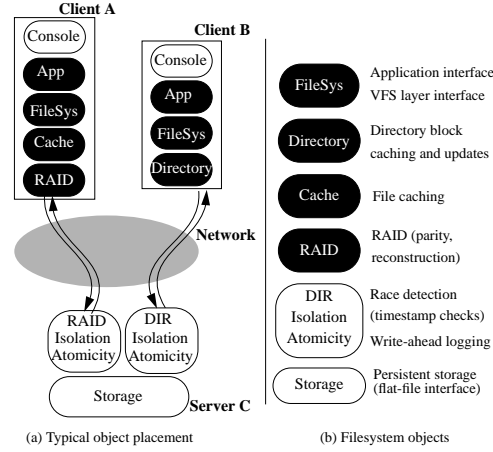 Client A
Console
App
FileSys
Cache
RAID
Client B
Console
App
FileSys
Directory
Network
RAID
Isolation
Atomicity
DIR
Isolation
Atomicity
Storage
Server C
(a) Typical object placement
FileSys
Application interface
VFS layer interface
Directory
Directory block
caching and updates
Cache
File caching
RAID
RAID (parity,
reconstruction)
DIR
Isolation
Atomicity
Race detection
(timestamp checks)
Write-ahead logging
Storage
Persistent storage
(flat-file interface)
(b) Filesystem objects